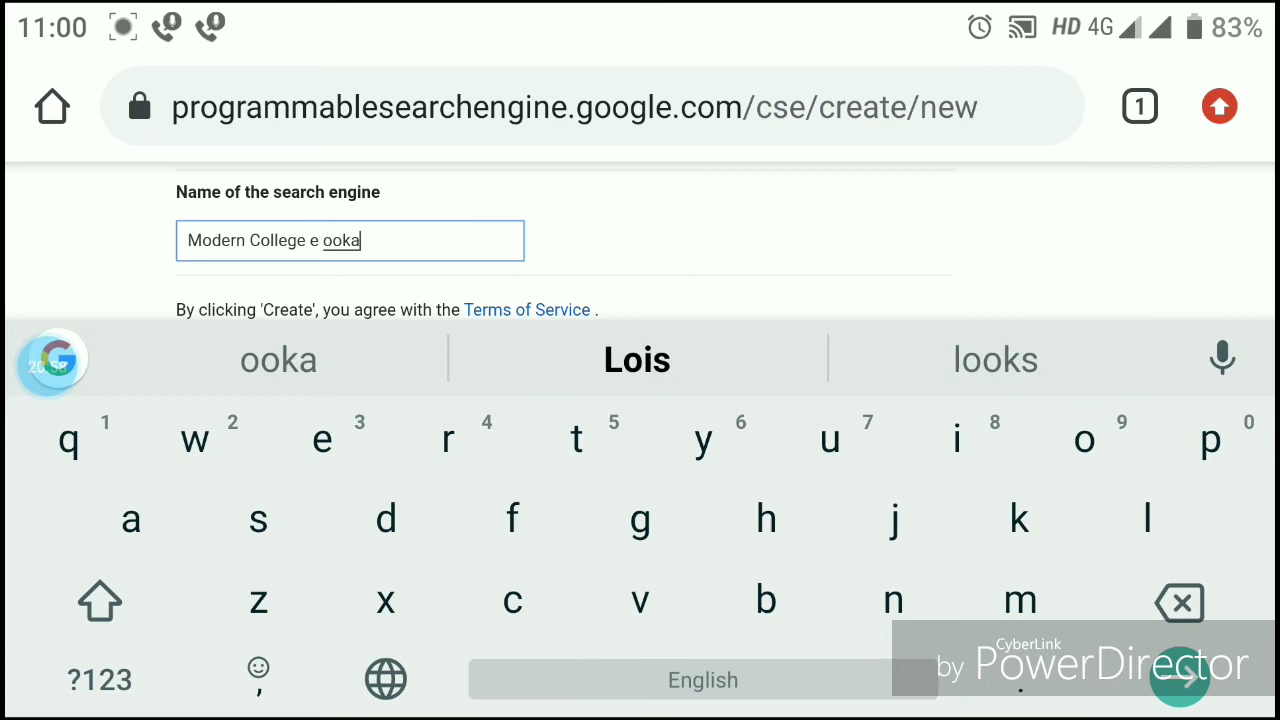 11:00 HD 4G 83%
programmablesearchengine.google.com/cse/create/new 1
Name of the search engine
Modern College e ooka
By clicking 'Create', you agree with the Terms of Service .
20:58 ooka Lois looks
q 1 w 2 e 3 r 4 t 5 y 6 u 7 i 8 o 9 p 0
a s d f g h j k l
z x c v b n m
?123 , English .
CyberLink
by PowerDirector